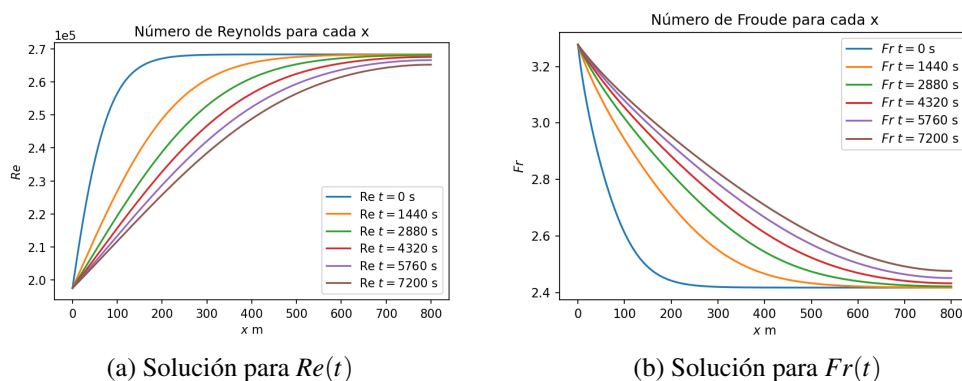 Número de Reynolds para cada x
1e5
2.7
2.6
2.5
2.4
2.3
2.2
2.1
2.0
Re
0 100 200 300 400 500 600 700 800
x m
Re t = 0 s
Re t = 1440 s
Re t = 2880 s
Re t = 4320 s
Re t = 5760 s
Re t = 7200 s
(a) Solución para Re(t)
Número de Froude para cada x
3.2
3.0
2.8
2.6
2.4
Fr
0 100 200 300 400 500 600 700 800
x m
Fr t = 0 s
Fr t = 1440 s
Fr t = 2880 s
Fr t = 4320 s
Fr t = 5760 s
Fr t = 7200 s
(b) Solución para Fr(t)